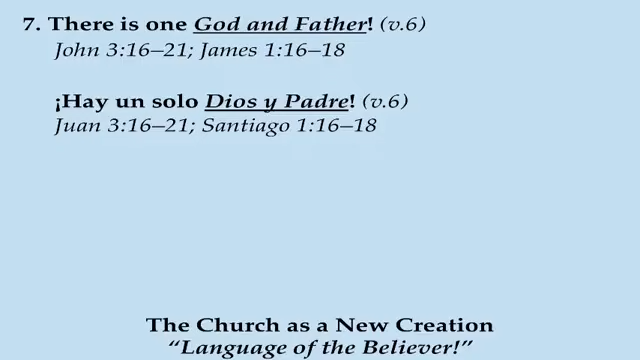 7. There is one God and Father! (v.6)
John 3:16–21; James 1:16–18
¡Hay un solo Dios y Padre! (v.6)
Juan 3:16–21; Santiago 1:16–18
The Church as a New Creation
“Language of the Believer!”